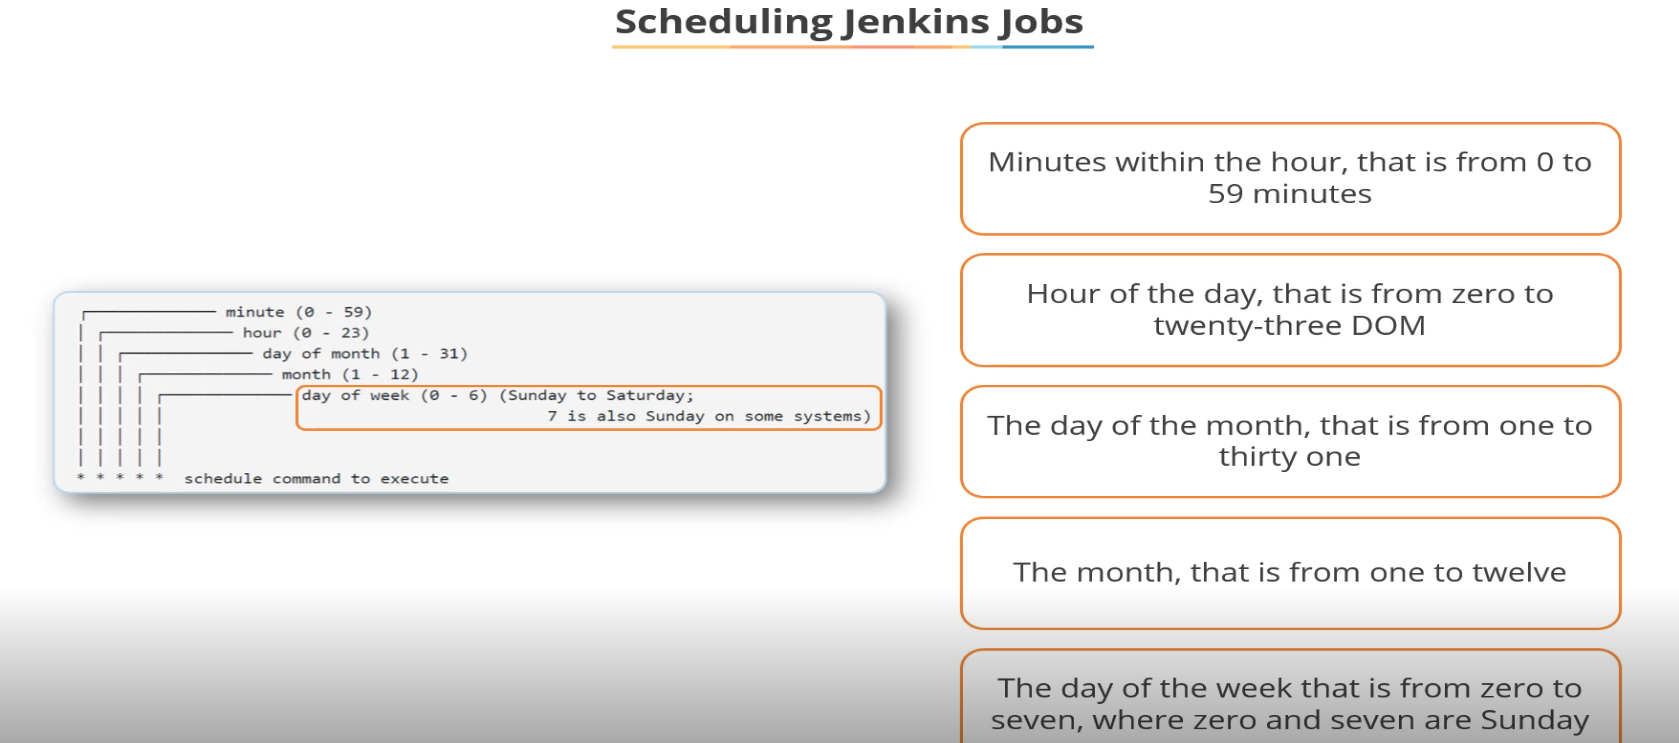 Scheduling Jenkins Jobs
minute (0 - 59)
hour (0 - 23)
day of month (1 - 31)
month (1 - 12)
day of week (0 - 6) (Sunday to Saturday;
7 is also Sunday on some systems)
* * * * * schedule command to execute
Minutes within the hour, that is from 0 to
59 minutes
Hour of the day, that is from zero to
twenty-three DOM
The day of the month, that is from one to
thirty one
The month, that is from one to twelve
The day of the week that is from zero to
seven, where zero and seven are Sunday